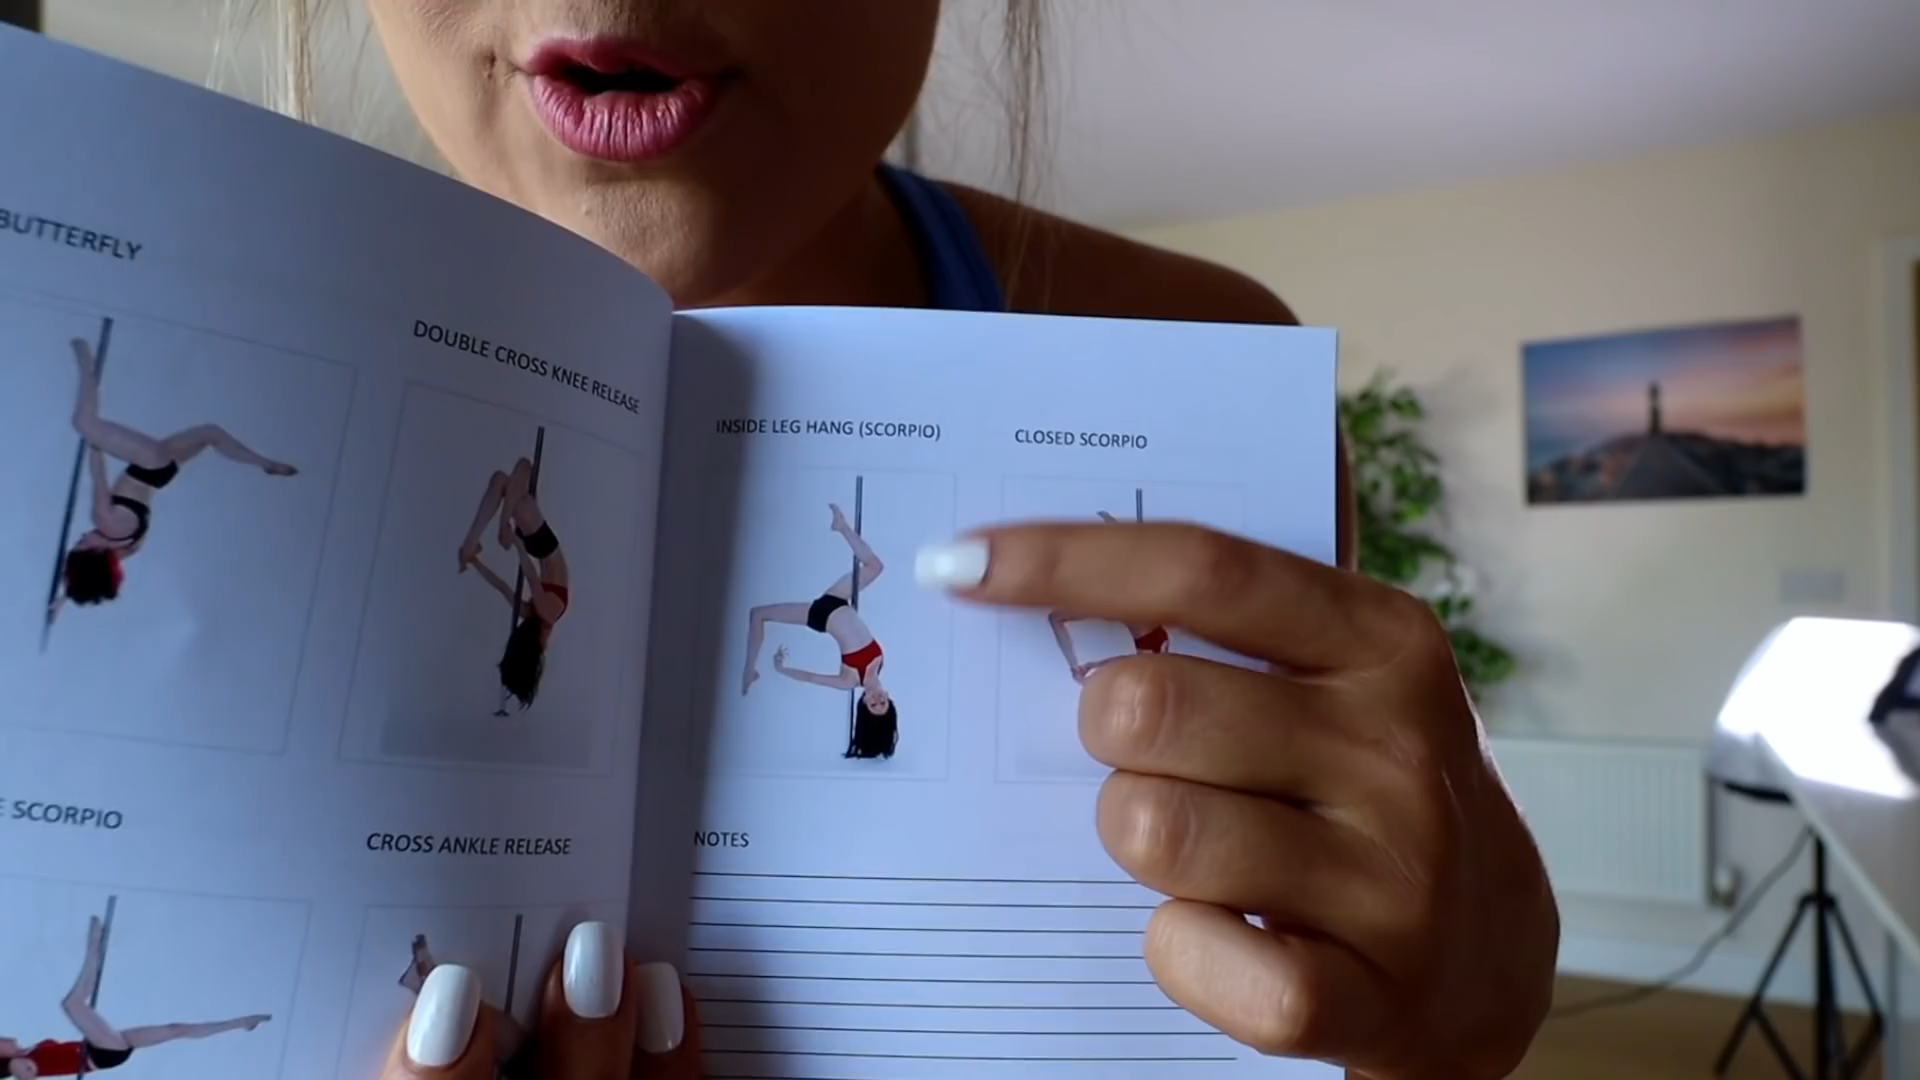 BUTTERFLY
DOUBLE CROSS KNEE RELEASE
SCORPIO
CROSS ANKLE RELEASE
INSIDE LEG HANG (SCORPIO)
CLOSED SCORPIO
NOTES